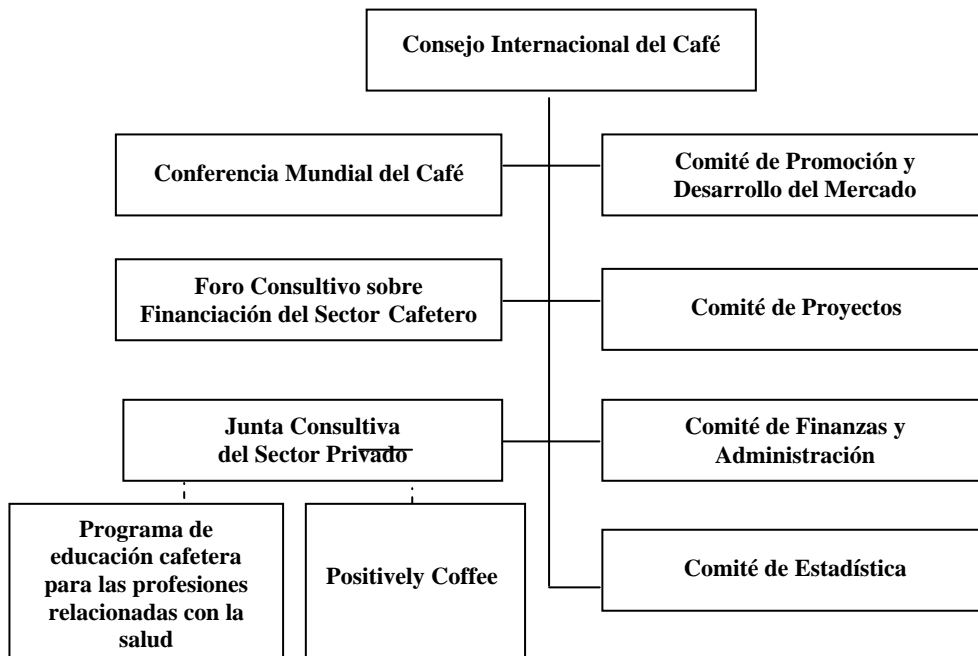 Consejo Internacional del Café
Conferencia Mundial del Café
Comité de Promoción y
Desarrollo del Mercado
Foro Consultivo sobre
Financiación del Sector Cafetero
Comité de Proyectos
Junta Consultiva
del Sector Privado
Comité de Finanzas y
Administración
Programa de
educación cafetera
para las profesiones
relacionadas con la
salud
Positively Coffee
Comité de Estadística